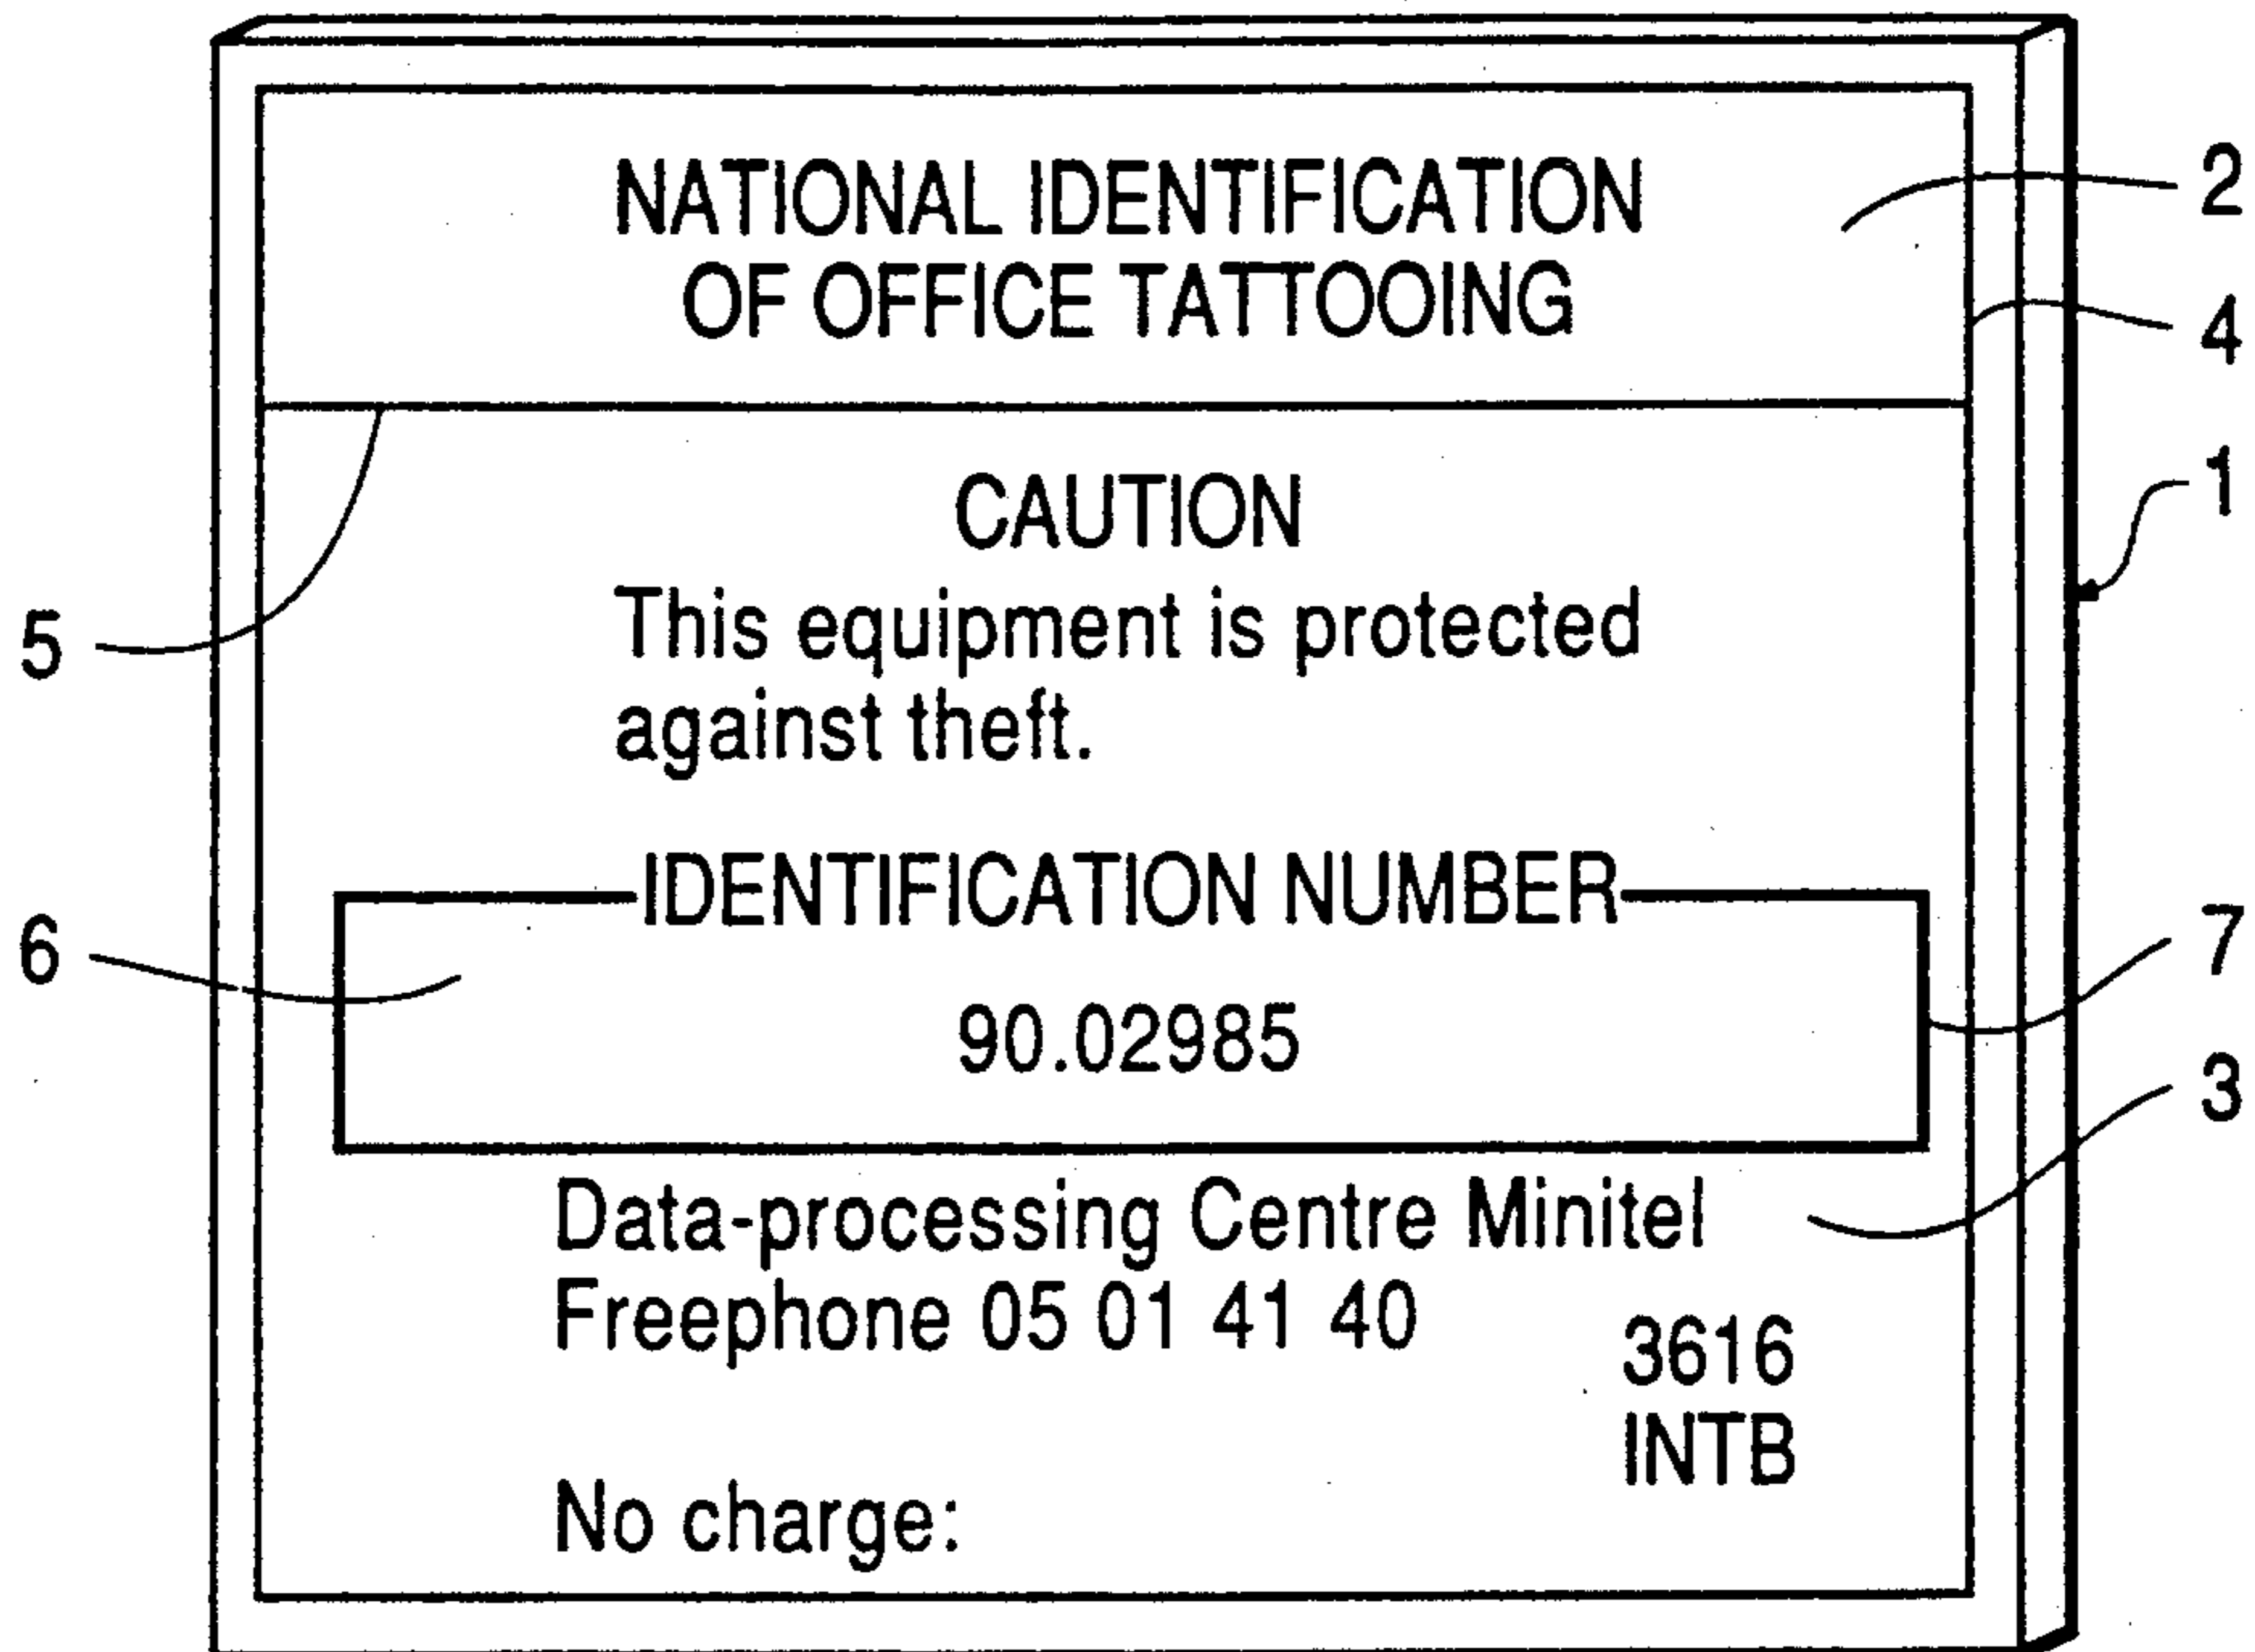 NATIONAL IDENTIFICATION
OF OFFICE TATTOOING
2
4
CAUTION
1
This equipment is protected
5
against theft.
IDENTIFICATION NUMBER
6
7
90.02985
3
Data-processing Centre Minitel
Freephone 05 01 41 40
3616
INTB
No charge: